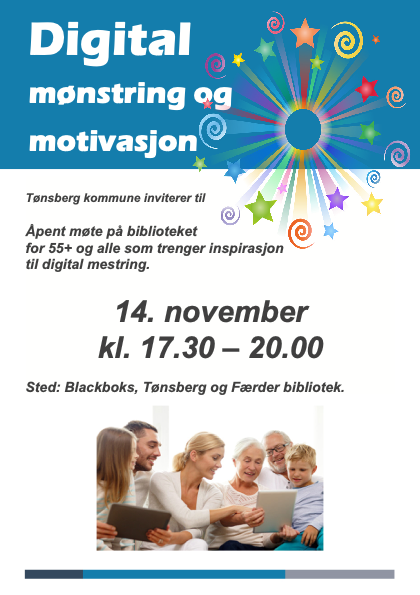 Digital
mønstring og
motivasjon
Tønsberg kommune inviterer til
Åpent møte på biblioteket
for 55+ og alle som trenger inspirasjon
til digital mestring.
14. november
kl. 17.30 – 20.00
Sted: Blackboks, Tønsberg og Færder bibliotek.